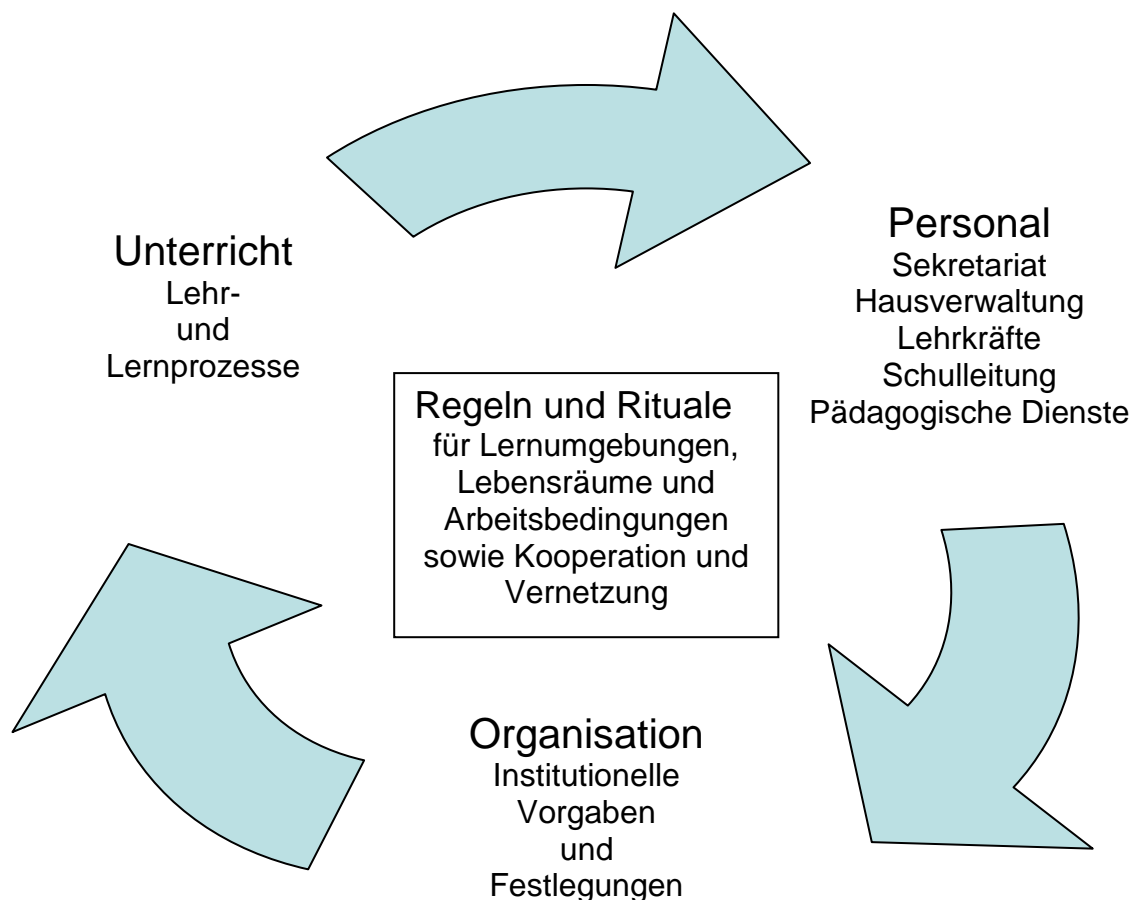 Unterricht
Lehr-
und
Lernprozesse
Personal
Sekretariat
Hausverwaltung
Lehrkräfte
Schulleitung
Pädagogische Dienste
Regeln und Rituale
für Lernumgebungen,
Lebensräume und
Arbeitsbedingungen
sowie Kooperation und
Vernetzung
Organisation
Institutionelle
Vorgaben
und
Festlegungen